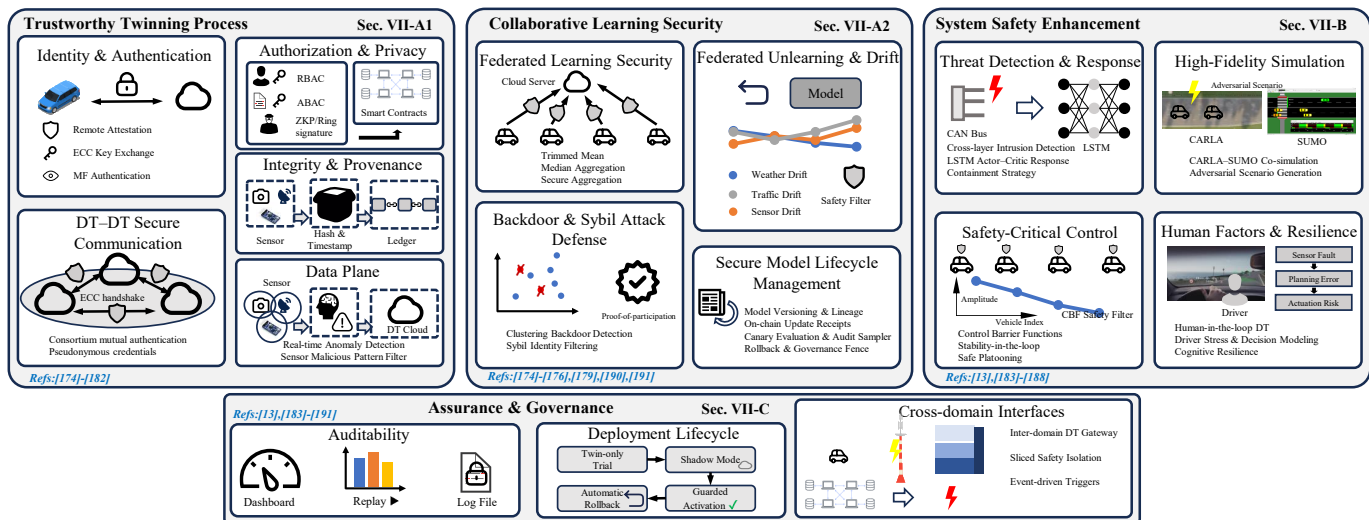 Trustworthy Twinning Process
Sec. VII-A1
Identity & Authentication
Remote Attestation
ECC Key Exchange
MF Authentication
Authorization & Privacy
RBAC
ABAC
ZKP/Ring
signature
Smart Contracts
Integrity & Provenance
Sensor
Hash &
Timestamp
Ledger
DT–DT Secure
Communication
ECC handshake
Consortium mutual authentication
Pseudonymous credentials
Data Plane
Sensor
DT Cloud
Real-time Anomaly Detection
Sensor Malicious Pattern Filter
Refs:[174]-[182]
Collaborative Learning Security
Sec. VII-A2
Federated Learning Security
Cloud Server
Trimmed Mean
Median Aggregation
Secure Aggregation
Federated Unlearning & Drift
Model
Weather Drift
Traffic Drift
Sensor Drift
Safety Filter
Backdoor & Sybil Attack
Defense
Proof-of-participation
Clustering Backdoor Detection
Sybil Identity Filtering
Secure Model Lifecycle
Management
Model Versioning & Lineage
On-chain Update Receipts
Canary Evaluation & Audit Sampler
Rollback & Governance Fence
Refs:[174]-[176],[179],[190],[191]
System Safety Enhancement
Sec. VII-B
Threat Detection & Response
CAN Bus
LSTM
Cross-layer Intrusion Detection
LSTM Actor–Critic Response
Containment Strategy
High-Fidelity Simulation
Adversarial Scenario
CARLA
SUMO
CARLA–SUMO Co-simulation
Adversarial Scenario Generation
Safety-Critical Control
Amplitude
Vehicle Index
CBF Safety Filter
Control Barrier Functions
Stability-in-the-loop
Safe Platooning
Human Factors & Resilience
Sensor Fault
Planning Error
Actuation Risk
Driver
Human-in-the-loop DT
Driver Stress & Decision Modeling
Cognitive Resilience
Refs:[13],[183]-[188]
Assurance & Governance
Sec. VII-C
Refs:[13],[183]-[191]
Auditability
Dashboard
Replay ▶
Log File
Deployment Lifecycle
Twin-only
Trial
Shadow Mode
Automatic
Rollback
Guarded
Activation ✓
Cross-domain Interfaces
Inter-domain DT Gateway
Sliced Safety Isolation
Event-driven Triggers